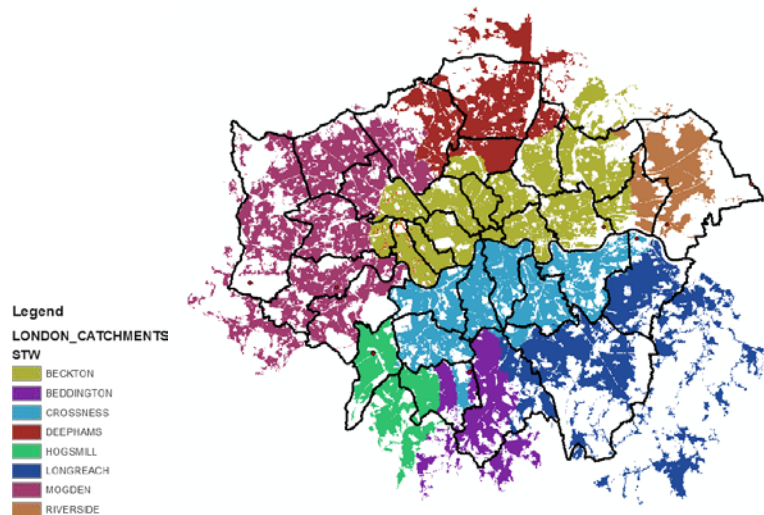 Legend
LONDON_CATCHMENTS
STW
BECKTON
BEDDINGTON
CROSSNESS
DEEPHAMS
HOGSMILL
LONGREACH
MOGDEN
RIVERSIDE